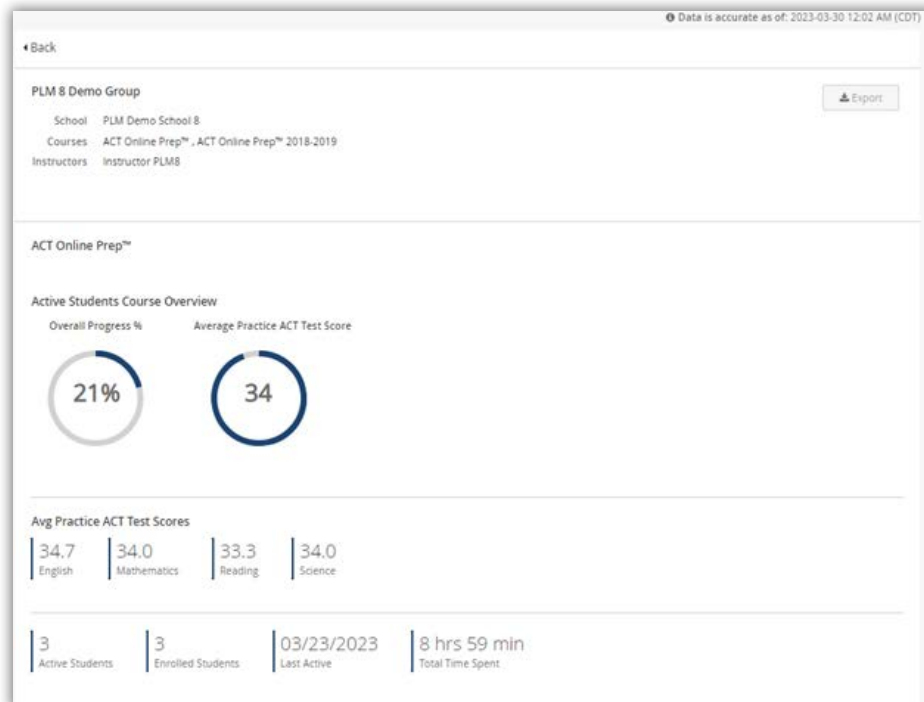 Data is accurate as of: 2023-03-30 12:02 AM (CDT)
Back
PLM 8 Demo Group
Export
School PLM Demo School 8
Courses ACT Online Prep™ , ACT Online Prep™ 2018-2019
Instructors Instructor PLM8
ACT Online Prep™
Active Students Course Overview
Overall Progress % Average Practice ACT Test Score
21% 34
Avg Practice ACT Test Scores
34.7 34.0 33.3 34.0
English Mathematics Reading Science
3 3 03/23/2023 8 hrs 59 min
Active Students Enrolled Students Last Active Total Time Spent